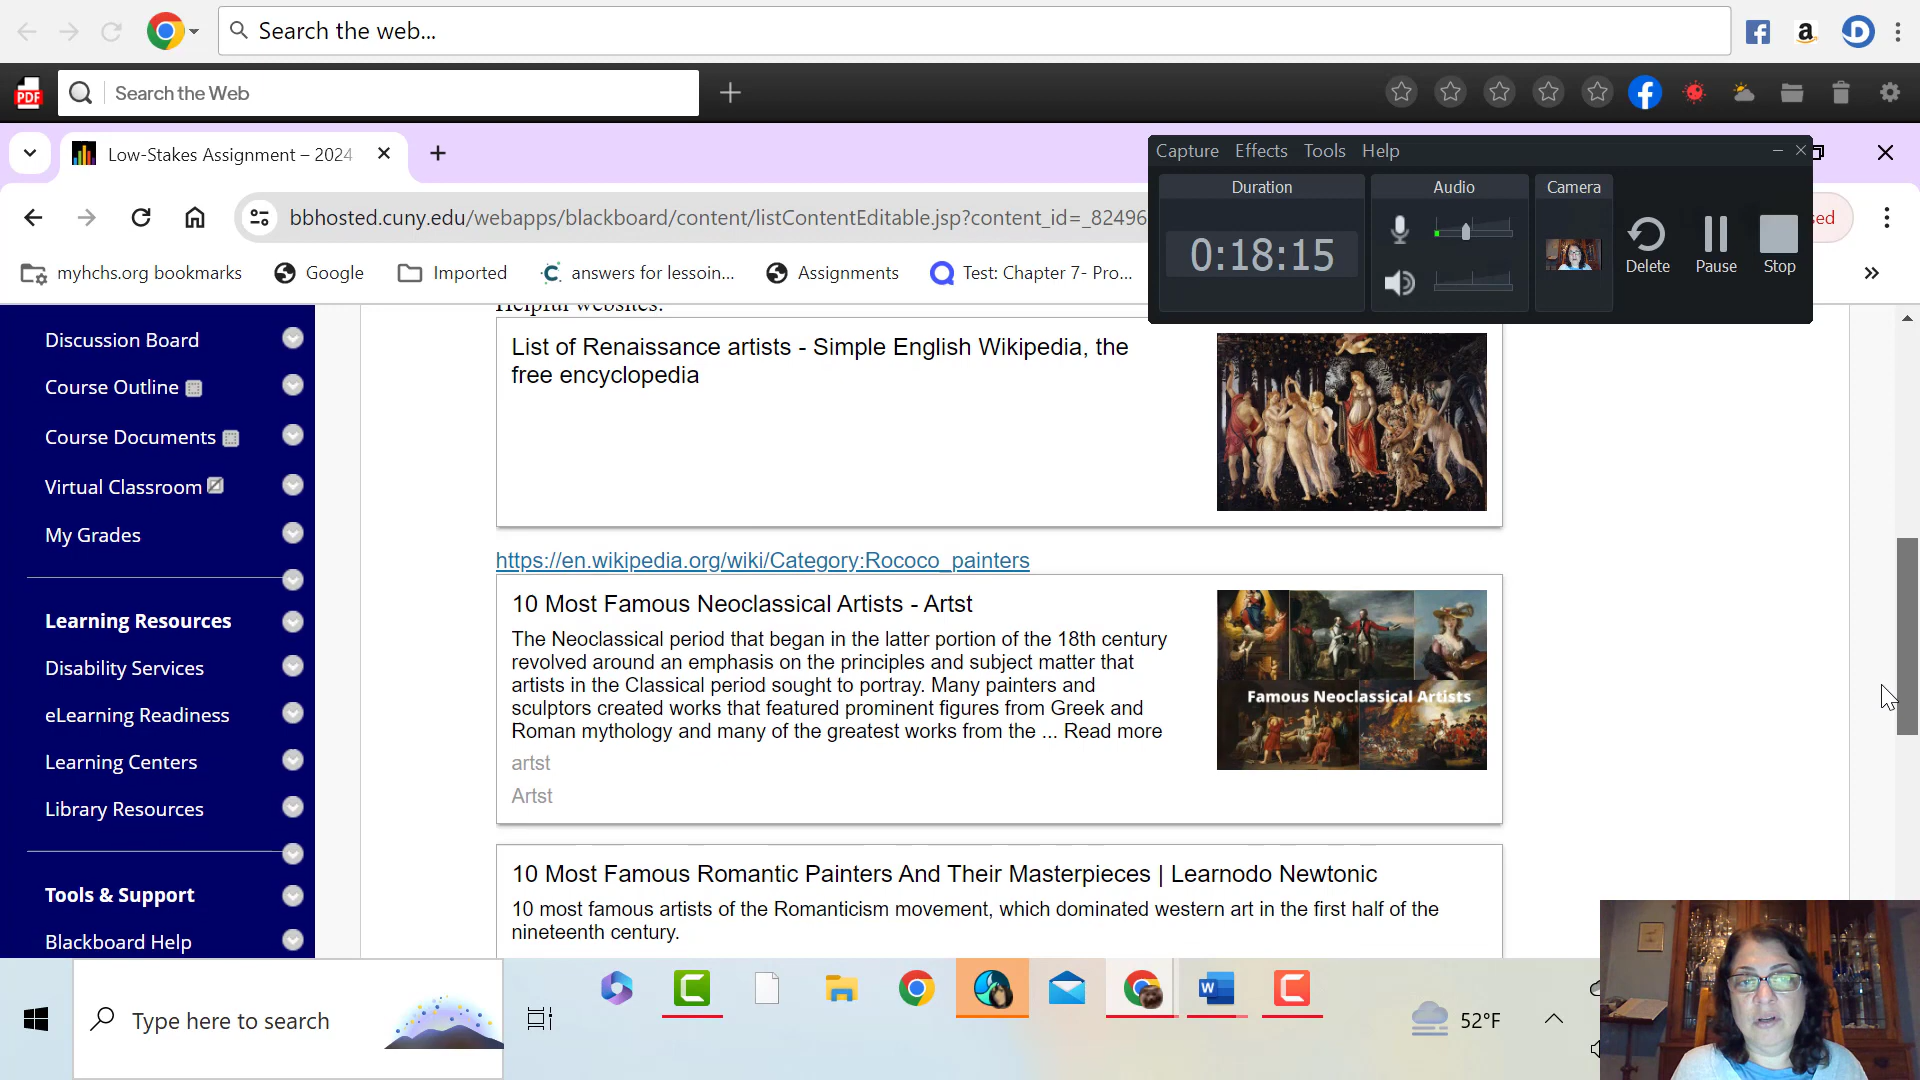 Search the web...
PDF
Search the Web
Low-Stakes Assignment – 2024
Capture Effects Tools Help
Duration
Audio
Camera
0:18:15
Delete
Pause
Stop
bbhosted.cuny.edu/webapps/blackboard/content/listContentEditable.jsp?content_id=_82496
sed
myhchs.org bookmarks
Google
Imported
answers for lessoin...
Assignments
Test: Chapter 7- Pro...
Helpful websites:
Discussion Board
Course Outline
Course Documents
Virtual Classroom
My Grades
Learning Resources
Disability Services
eLearning Readiness
Learning Centers
Library Resources
Tools & Support
Blackboard Help
List of Renaissance artists - Simple English Wikipedia, the
free encyclopedia
https://en.wikipedia.org/wiki/Category:Rococo_painters
10 Most Famous Neoclassical Artists - Artst
The Neoclassical period that began in the latter portion of the 18th century
revolved around an emphasis on the principles and subject matter that
artists in the Classical period sought to portray. Many painters and
sculptors created works that featured prominent figures from Greek and
Roman mythology and many of the greatest works from the ... Read more
artst
Artst
Famous Neoclassical Artists
10 Most Famous Romantic Painters And Their Masterpieces | Learnodo Newtonic
10 most famous artists of the Romanticism movement, which dominated western art in the first half of the
nineteenth century.
Type here to search
52°F